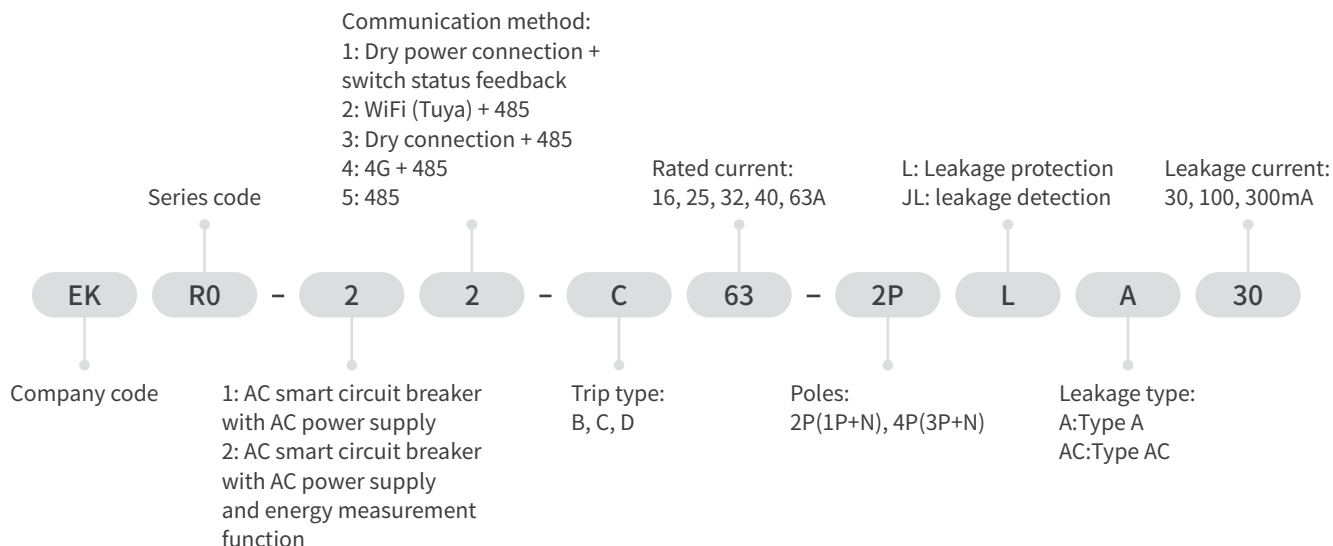 Communication method:
1: Dry power connection +
switch status feedback
2: WiFi (Tuya) + 485
3: Dry connection + 485
4: 4G + 485
5: 485
Series code
Rated current:
16, 25, 32, 40, 63A
L: Leakage protection
JL: leakage detection
Leakage current:
30, 100, 300mA
EK R0 – 2 2 – C 63 – 2P L A 30
Company code
1: AC smart circuit breaker
with AC power supply
2: AC smart circuit breaker
with AC power supply
and energy measurement
function
Trip type:
B, C, D
Poles:
2P(1P+N), 4P(3P+N)
Leakage type:
A:Type A
AC:Type AC